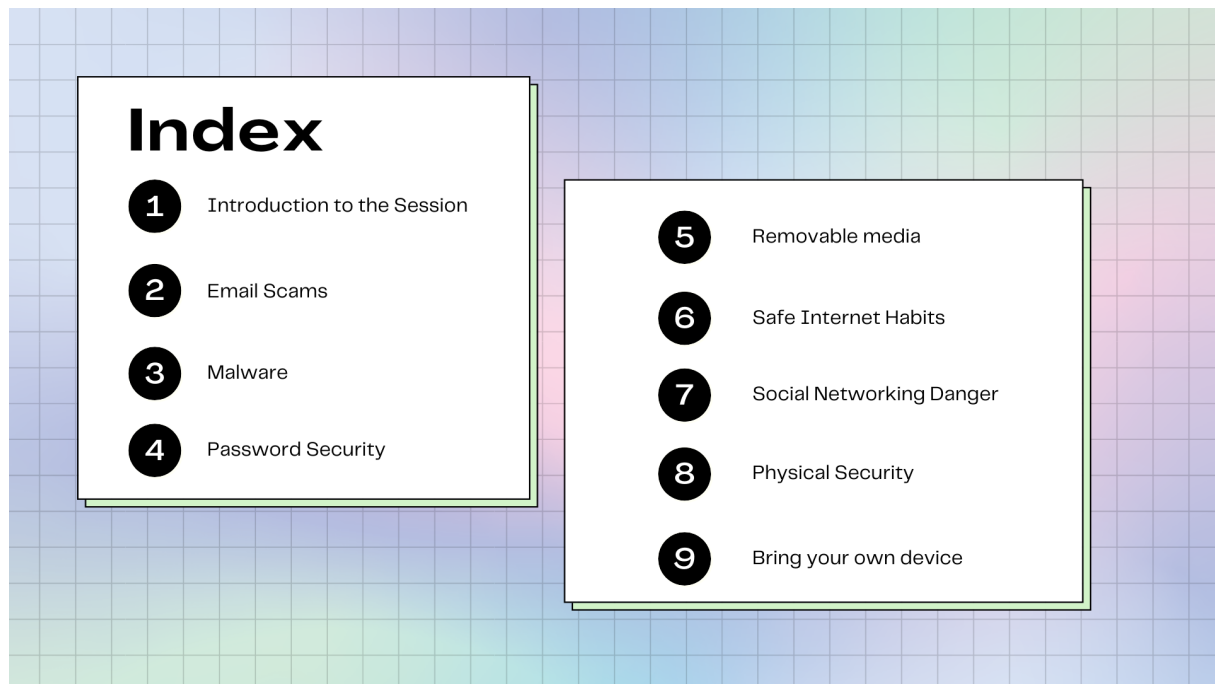 Index
1 Introduction to the Session
2 Email Scams
3 Malware
4 Password Security
5 Removable media
6 Safe Internet Habits
7 Social Networking Danger
8 Physical Security
9 Bring your own device